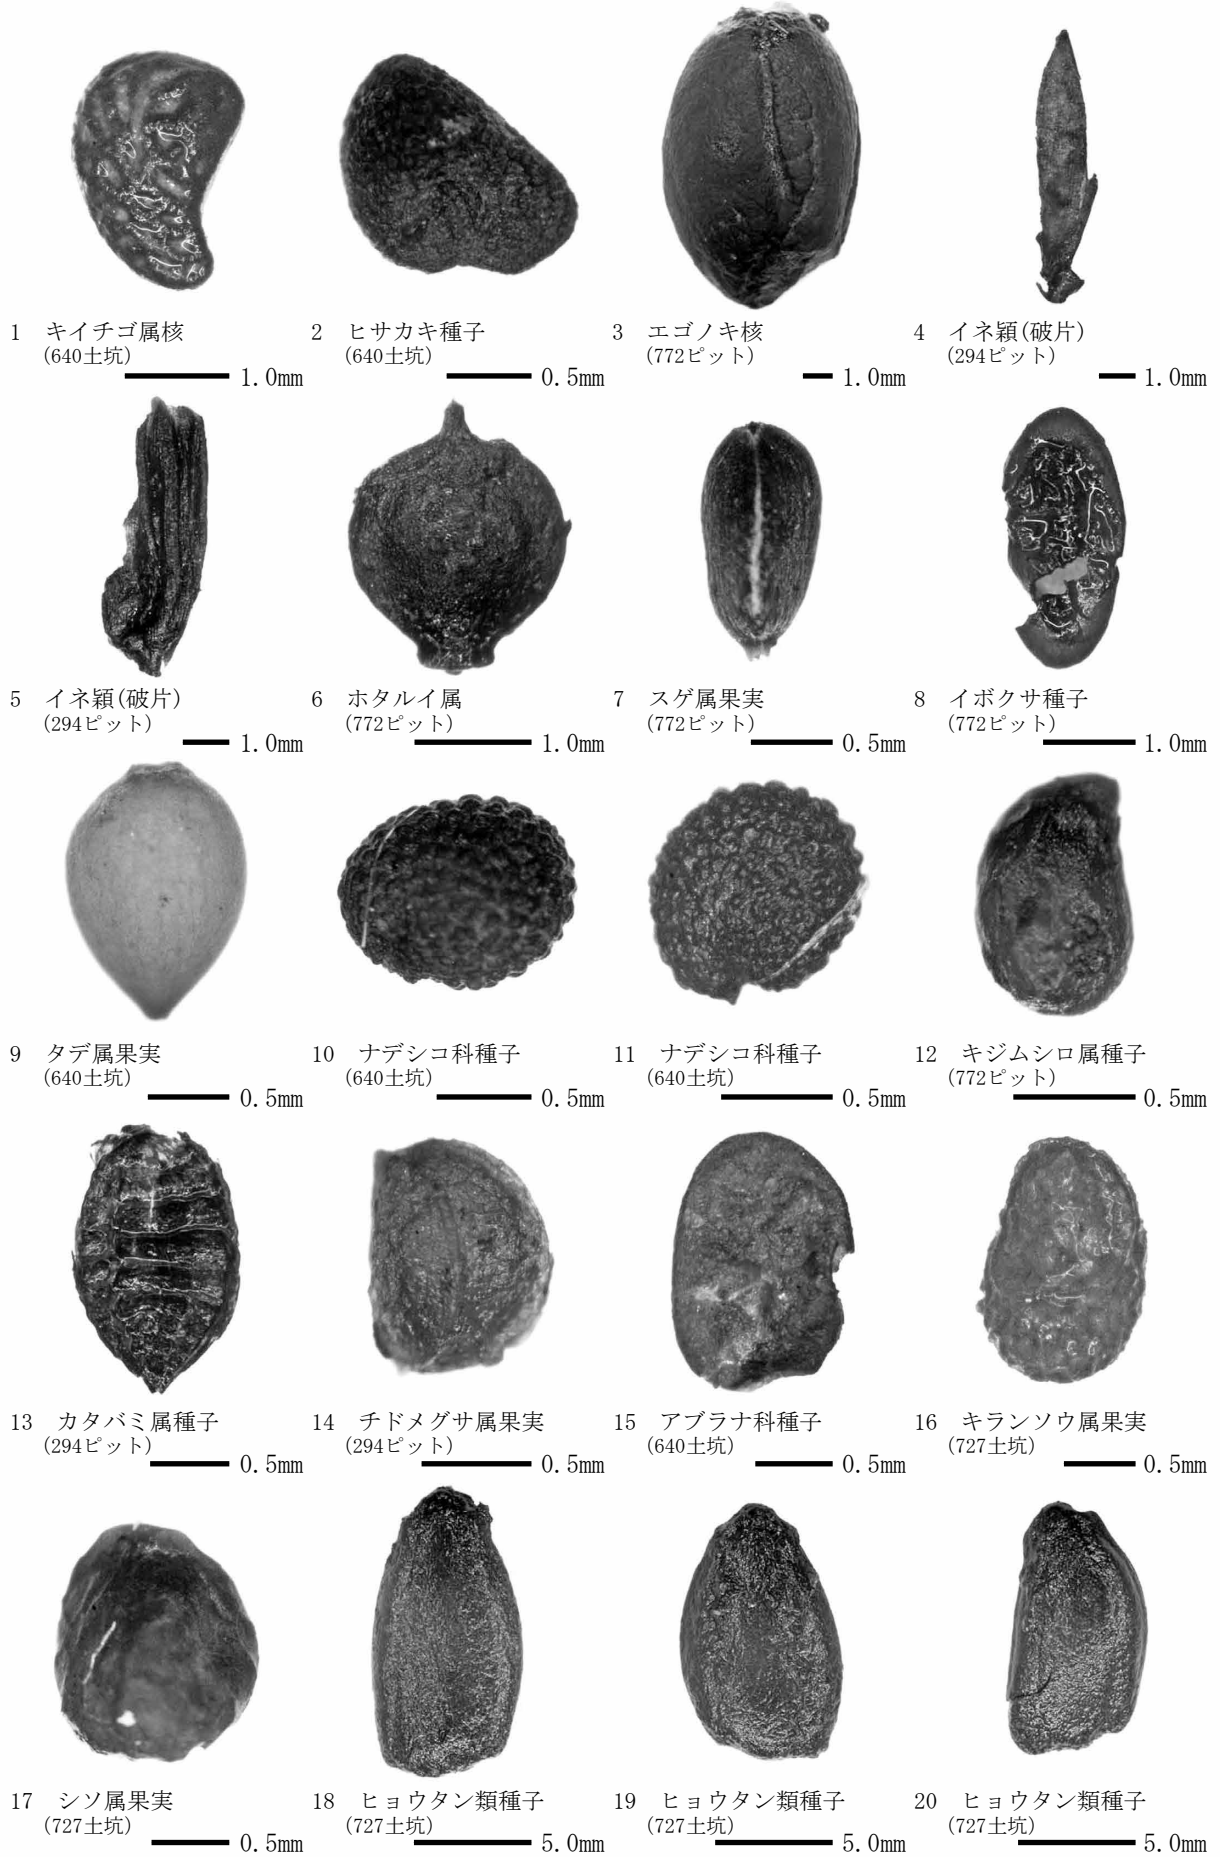 1 キイチゴ属核
(640土坑)
1.0mm
2 ヒサカキ種子
(640土坑)
0.5mm
3 エゴノキ核
(772ピット)
1.0mm
4 イネ穎(破片)
(294ピット)
1.0mm
5 イネ穎(破片)
(294ピット)
1.0mm
6 ホタルイ属
(772ピット)
1.0mm
7 スゲ属果実
(772ピット)
0.5mm
8 イボクサ種子
(772ピット)
1.0mm
9 タデ属果実
(640土坑)
0.5mm
10 ナデシコ科種子
(640土坑)
0.5mm
11 ナデシコ科種子
(640土坑)
0.5mm
12 キジムシロ属種子
(772ピット)
0.5mm
13 カタバミ属種子
(294ピット)
0.5mm
14 チドメグサ属果実
(294ピット)
0.5mm
15 アブラナ科種子
(640土坑)
0.5mm
16 キランソウ属果実
(727土坑)
0.5mm
17 シソ属果実
(727土坑)
0.5mm
18 ヒョウタン類種子
(727土坑)
5.0mm
19 ヒョウタン類種子
(727土坑)
5.0mm
20 ヒョウタン類種子
(727土坑)
5.0mm